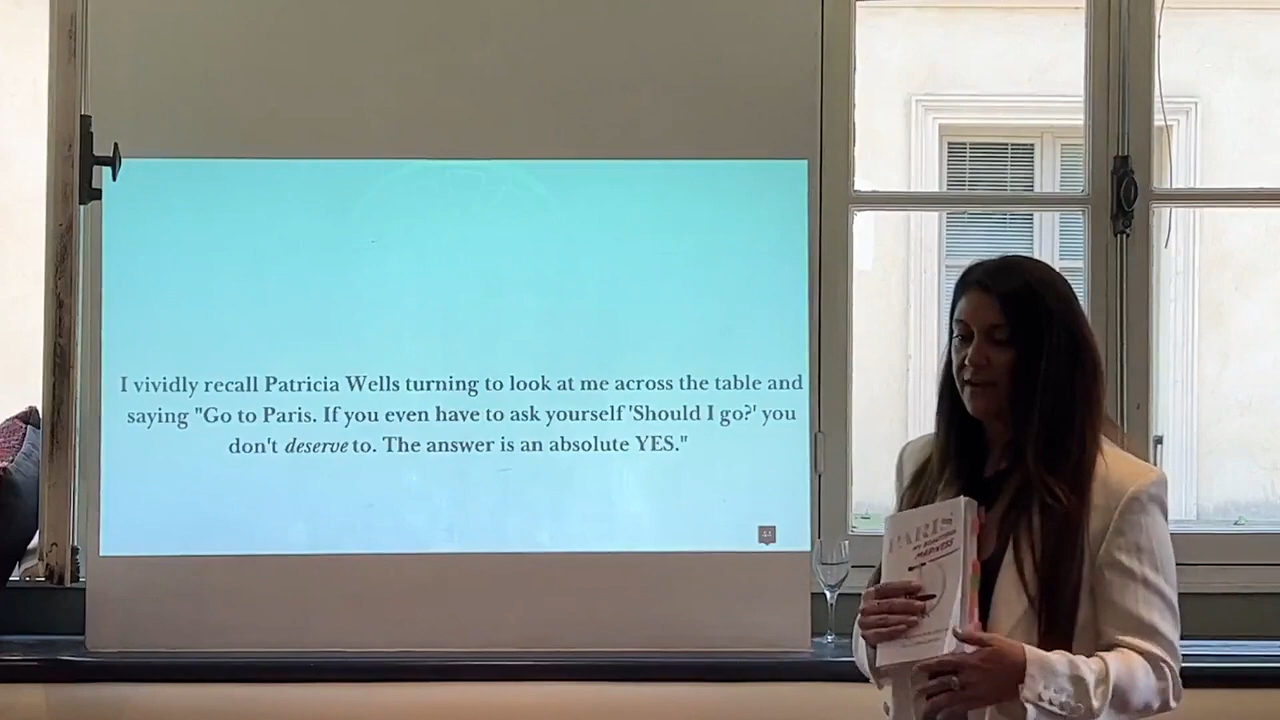 I vividly recall Patricia Wells turning to look at me across the table and
saying "Go to Paris. If you even have to ask yourself 'Should I go?' you
don't deserve to. The answer is an absolute YES."
PARIS
MY BEAUTIFUL
MADNESS